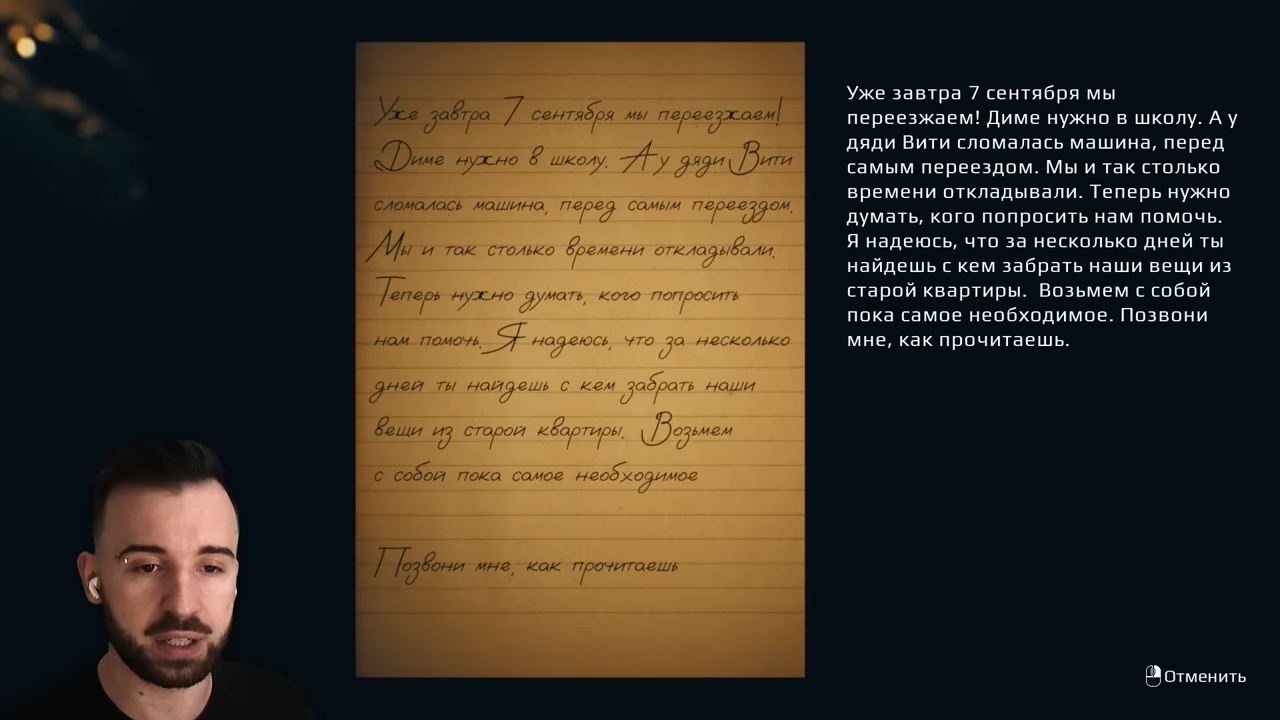 Уже завтра 7 сентября мы переезжаем!
Диме нужно в школу. А у дяди Вити
сломалась машина, перед самым переездом.
Мы и так столько времени откладывали.
Теперь нужно думать, кого попросить
нам помочь. Я надеюсь, что за несколько
дней ты найдешь с кем забрать наши
вещи из старой квартиры. Возьмем
с собой пока самое необходимое
Позвони мне, как прочитаешь
Уже завтра 7 сентября мы
переезжаем! Диме нужно в школу. А у
дяди Вити сломалась машина, перед
самым переездом. Мы и так столько
времени откладывали. Теперь нужно
думать, кого попросить нам помочь.
Я надеюсь, что за несколько дней ты
найдешь с кем забрать наши вещи из
старой квартиры. Возьмем с собой
пока самое необходимое. Позвони
мне, как прочитаешь.
Отменить